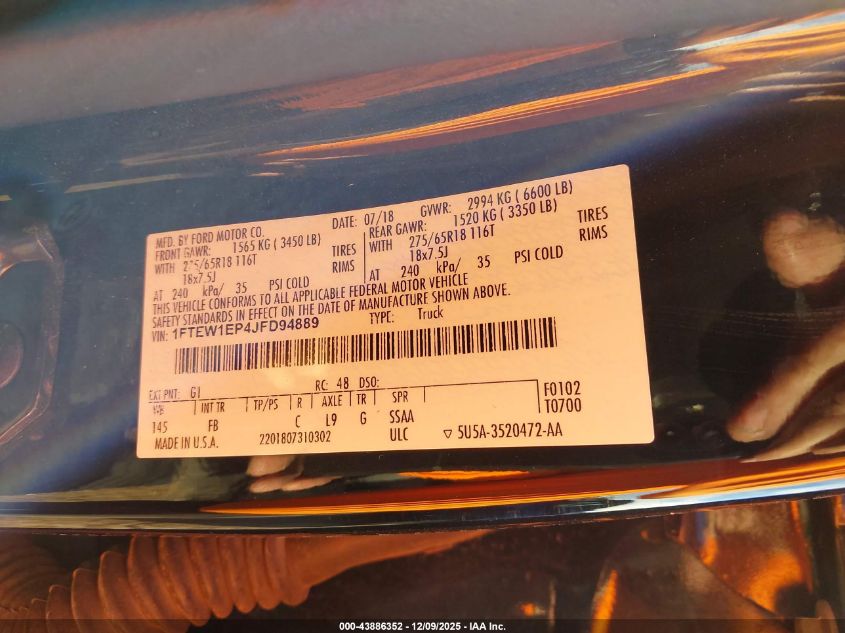 MFD. BY FORD MOTOR CO. DATE: 07/18 GVWR: 2994 KG ( 6600 LB)
FRONT GAWR: 1565 KG ( 3450 LB) REAR GAWR: 1520 KG ( 3350 LB)
WITH 275/65R18 116T TIRES WITH 275/65R18 116T TIRES
18x7.5J RIMS 18x7.5J RIMS
AT 240 kPa/ 35 PSI COLD AT 240 kPa/ 35 PSI COLD
THIS VEHICLE CONFORMS TO ALL APPLICABLE FEDERAL MOTOR VEHICLE
SAFETY STANDARDS IN EFFECT ON THE DATE OF MANUFACTURE SHOWN ABOVE.
VIN: 1FTEW1EP4JFD94889 TYPE: Truck
EXT PNT: G1 RC: 48 DSO: F0102
WB INT TR TP/PS R AXLE TR SPR T0700
145 FB C L9 G SSAA
MADE IN U.S.A. 2201807310302 ULC ▽ 5U5A-3520472-AA
000-43886352 - 12/09/2025 - IAA Inc.